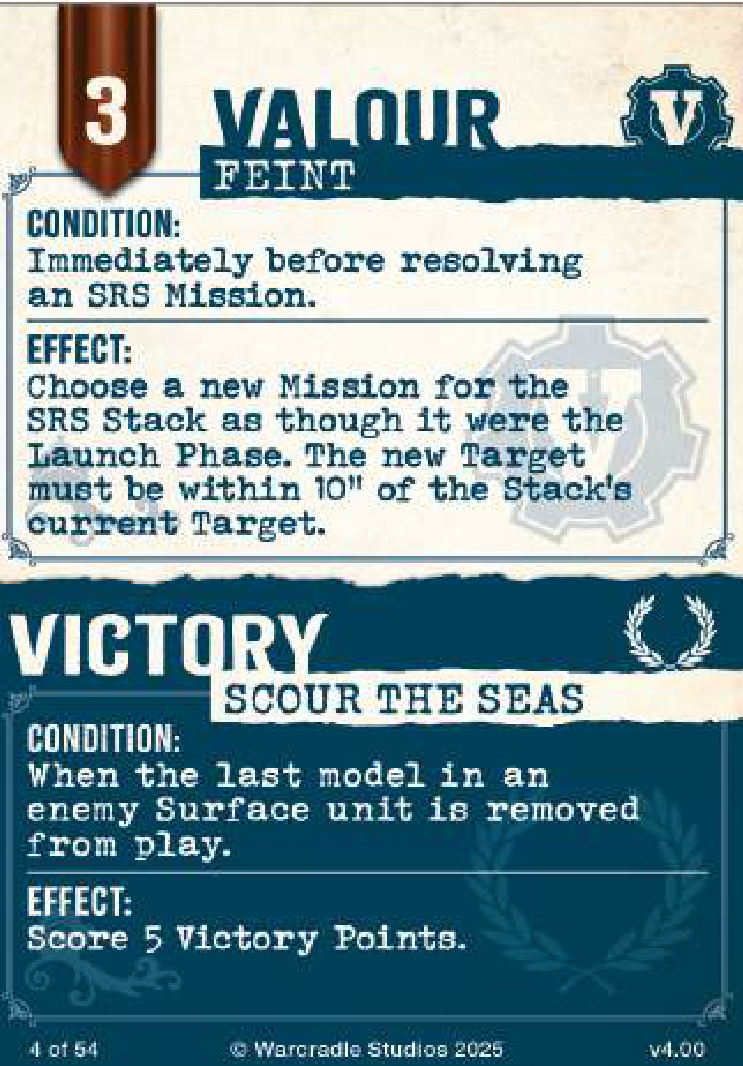 3
VALOUR
V
FEINT
CONDITION:
Immediately before resolving
an SRS Mission.
EFFECT:
Choose a new Mission for the
SRS Stack as though it were the
Launch Phase. The new Target
must be within 10" of the Stack's
current Target.
VICTORY
SCOUR THE SEAS
CONDITION:
When the last model in an
enemy Surface unit is removed
from play.
EFFECT:
Score 5 Victory Points.
4 of 54 © Warcradle Studios 2025 v4.00